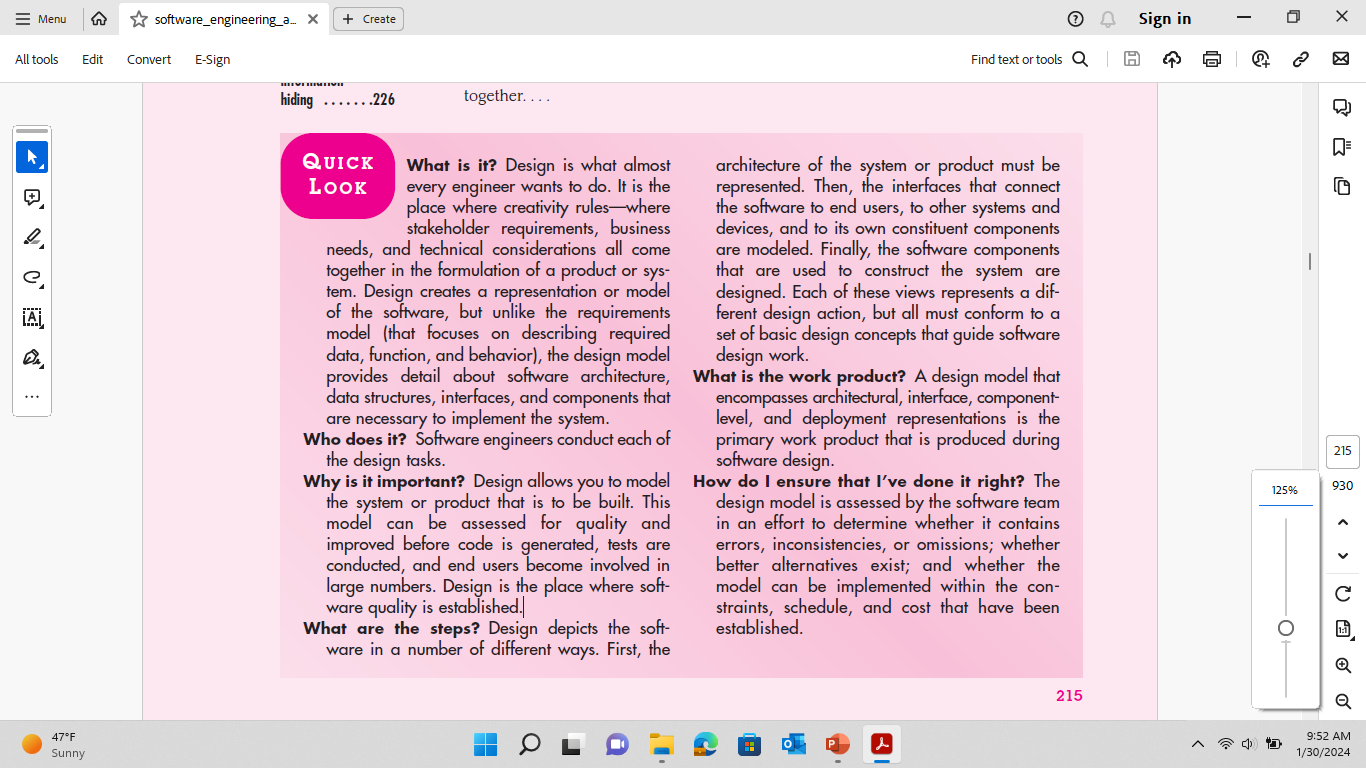 Menu
software_engineering_a...
Create
Sign in
All tools
Edit
Convert
E-Sign
Find text or tools
hiding .......226
together. . . .
QUICK
LOOK
What is it? Design is what almost
every engineer wants to do. It is the
place where creativity rules—where
stakeholder requirements, business
needs, and technical considerations all come
together in the formulation of a product or sys-
tem. Design creates a representation or model
of the software, but unlike the requirements
model (that focuses on describing required
data, function, and behavior), the design model
provides detail about software architecture,
data structures, interfaces, and components that
are necessary to implement the system.
Who does it? Software engineers conduct each of
the design tasks.
Why is it important? Design allows you to model
the system or product that is to be built. This
model can be assessed for quality and
improved before code is generated, tests are
conducted, and end users become involved in
large numbers. Design is the place where soft-
ware quality is established.
What are the steps? Design depicts the soft-
ware in a number of different ways. First, the
architecture of the system or product must be
represented. Then, the interfaces that connect
the software to end users, to other systems and
devices, and to its own constituent components
are modeled. Finally, the software components
that are used to construct the system are
designed. Each of these views represents a dif-
ferent design action, but all must conform to a
set of basic design concepts that guide software
design work.
What is the work product? A design model that
encompasses architectural, interface, component-
level, and deployment representations is the
primary work product that is produced during
software design.
How do I ensure that I've done it right? The
design model is assessed by the software team
in an effort to determine whether it contains
errors, inconsistencies, or omissions; whether
better alternatives exist; and whether the
model can be implemented within the con-
straints, schedule, and cost that have been
established.
215
215
930
125%
1:1
47°F
Sunny
9:52 AM
1/30/2024